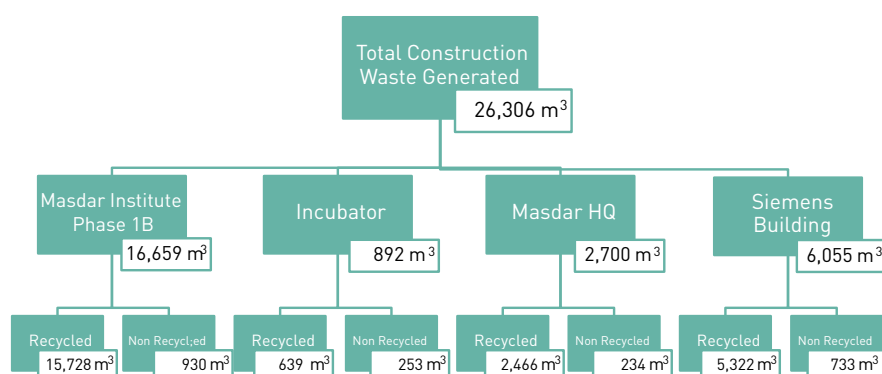 Total Construction
Waste Generated
26,306 m³
Masdar Institute
Phase 1B
16,659 m³
Incubator
892 m³
Masdar HQ
2,700 m³
Siemens
Building
6,055 m³
Recycled
15,728 m³
Non Recycl;ed
930 m³
Recycled
639 m³
Non Recycled
253 m³
Recycled
2,466 m³
Non Recycled
234 m³
Recycled
5,322 m³
Non Recycled
733 m³